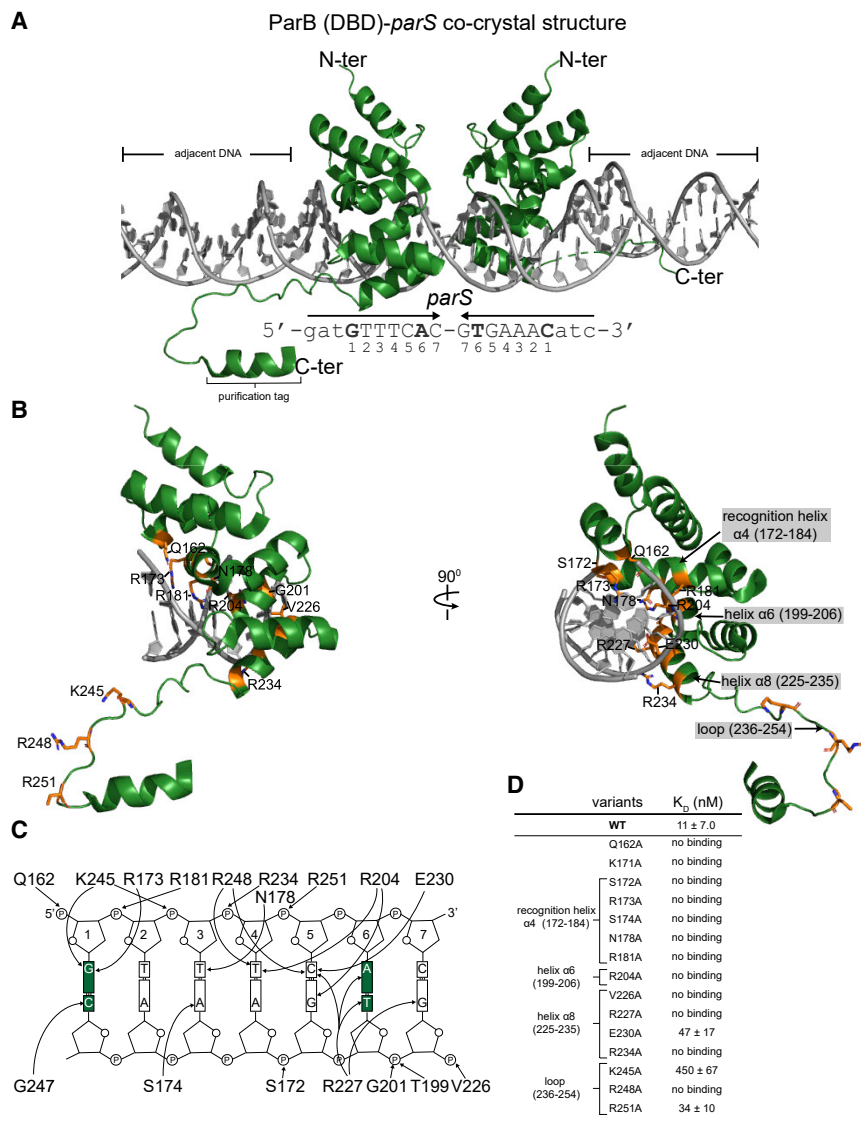 A
ParB (DBD)-parS co-crystal structure
N-ter
N-ter
adjacent DNA
adjacent DNA
C-ter
parS
5′-gatGTTTCAC-GTGAAACatc-3′
1 2 3 4 5 6 7 7 6 5 4 3 2 1
C-ter
purification tag
B
Q162
R173
N178
R181
R204
G201
V226
R234
K245
R248
R251
90⁰
recognition helix
α4 (172-184)
S172
Q162
R173
N178
R181
R204
helix α6 (199-206)
R227
E230
helix α8 (225-235)
R234
loop (236-254)
C
Q162 K245 R173 R181 R248 R234 R251 R204 E230
N178
5′ P P P P P P 3′
1 2 3 4 5 6 7
G T T T C A C
C A A A G T G
P P P P P P P
G247 S174 S172 R227 G201 T199 V226
D
variants K_D (nM)
WT 11 ± 7.0
Q162A no binding
K171A no binding
recognition helix
α4 (172-184)
S172A no binding
R173A no binding
S174A no binding
N178A no binding
R181A no binding
helix α6
(199-206)
R204A no binding
helix α8
(225-235)
V226A no binding
R227A no binding
E230A 47 ± 17
R234A no binding
loop
(236-254)
K245A 450 ± 67
R248A no binding
R251A 34 ± 10